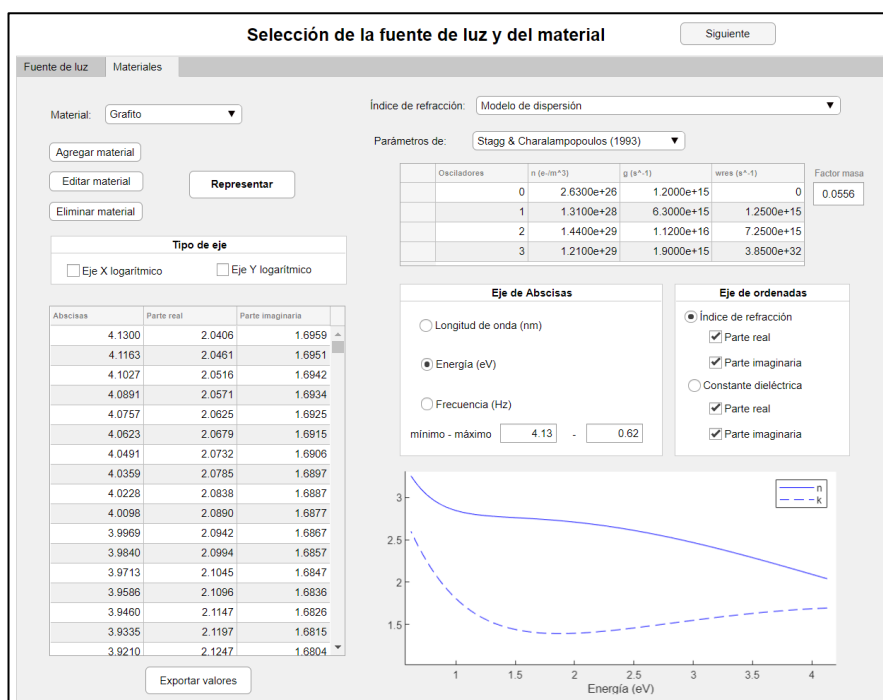 Selección de la fuente de luz y del material
Siguiente
Fuente de luz Materiales
Material: Grafito
Índice de refracción: Modelo de dispersión
Parámetros de: Stagg & Charalampopoulos (1993)
Agregar material
Editar material
Eliminar material
Representar
Osciladores n (e-/m^3) g (s^-1) wres (s^-1)
0 2.6300e+26 1.2000e+15 0
1 1.3100e+28 6.3000e+15 1.2500e+15
2 1.4400e+29 1.1200e+16 7.2500e+15
3 1.2100e+29 1.9000e+15 3.8500e+32
Factor masa
0.0556
Tipo de eje
Eje X logarítmico Eje Y logarítmico
Abscisas Parte real Parte imaginaria
4.1300 2.0406 1.6959
4.1163 2.0461 1.6951
4.1027 2.0516 1.6942
4.0891 2.0571 1.6934
4.0757 2.0625 1.6925
4.0623 2.0679 1.6915
4.0491 2.0732 1.6906
4.0359 2.0785 1.6897
4.0228 2.0838 1.6887
4.0098 2.0890 1.6877
3.9969 2.0942 1.6867
3.9840 2.0994 1.6857
3.9713 2.1045 1.6847
3.9586 2.1096 1.6836
3.9460 2.1147 1.6826
3.9335 2.1197 1.6815
3.9210 2.1247 1.6804
Exportar valores
Eje de Abscisas
Longitud de onda (nm)
Energía (eV)
Frecuencia (Hz)
mínimo - máximo 4.13 - 0.62
Eje de ordenadas
Índice de refracción
Parte real
Parte imaginaria
Constante dieléctrica
Parte real
Parte imaginaria
n
k
3
2.5
2
1.5
1 1.5 2 2.5 3 3.5 4
Energía (eV)